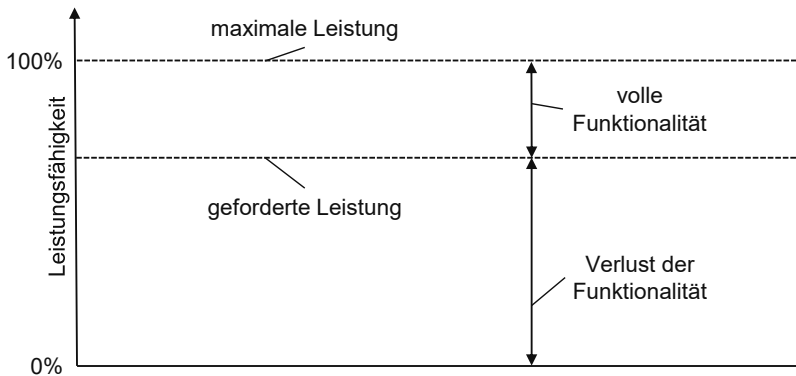 maximale Leistung
100%
volle
Funktionalität
Leistungsfähigkeit
geforderte Leistung
Verlust der
Funktionalität
0%